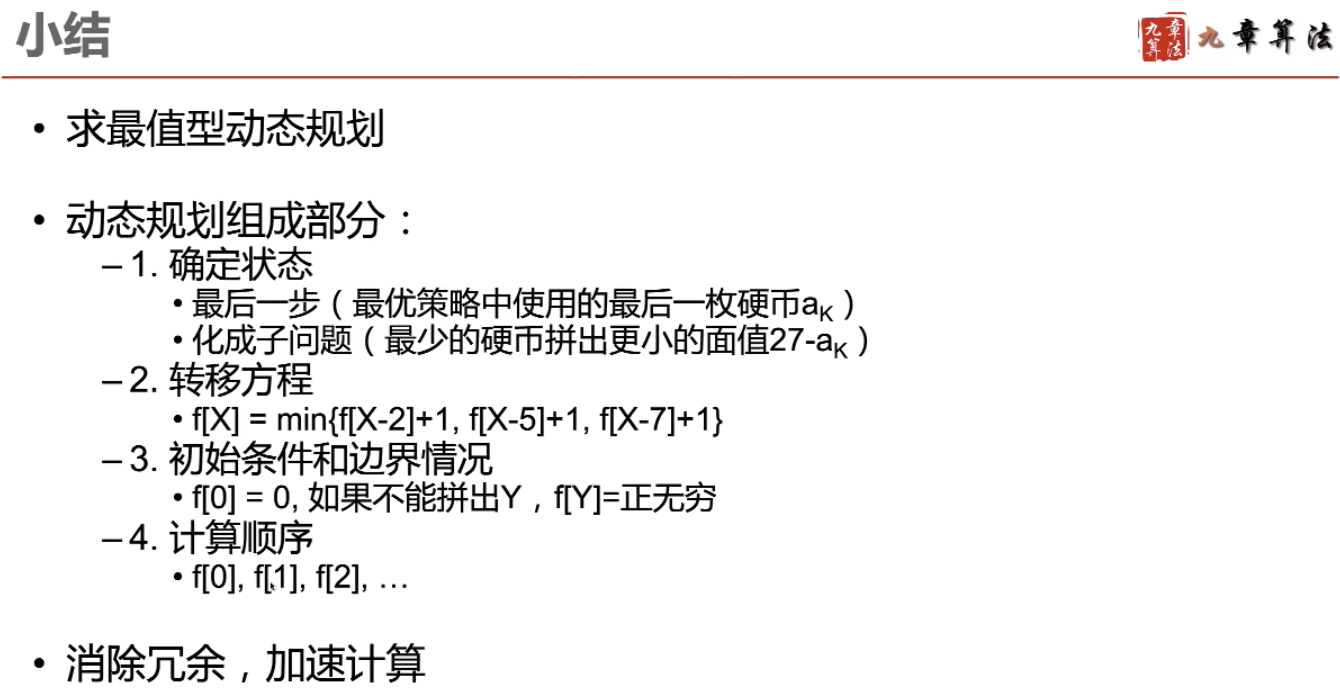 小结
九章算法
九章算法
• 求最值型动态规划
• 动态规划组成部分：
– 1. 确定状态
• 最后一步（最优策略中使用的最后一枚硬币aK）
• 化成子问题（最少的硬币拼出更小的面值27-aK）
– 2. 转移方程
• f[X] = min{f[X-2]+1, f[X-5]+1, f[X-7]+1}
– 3. 初始条件和边界情况
• f[0] = 0, 如果不能拼出Y，f[Y]=正无穷
– 4. 计算顺序
• f[0], f[1], f[2], …
• 消除冗余，加速计算